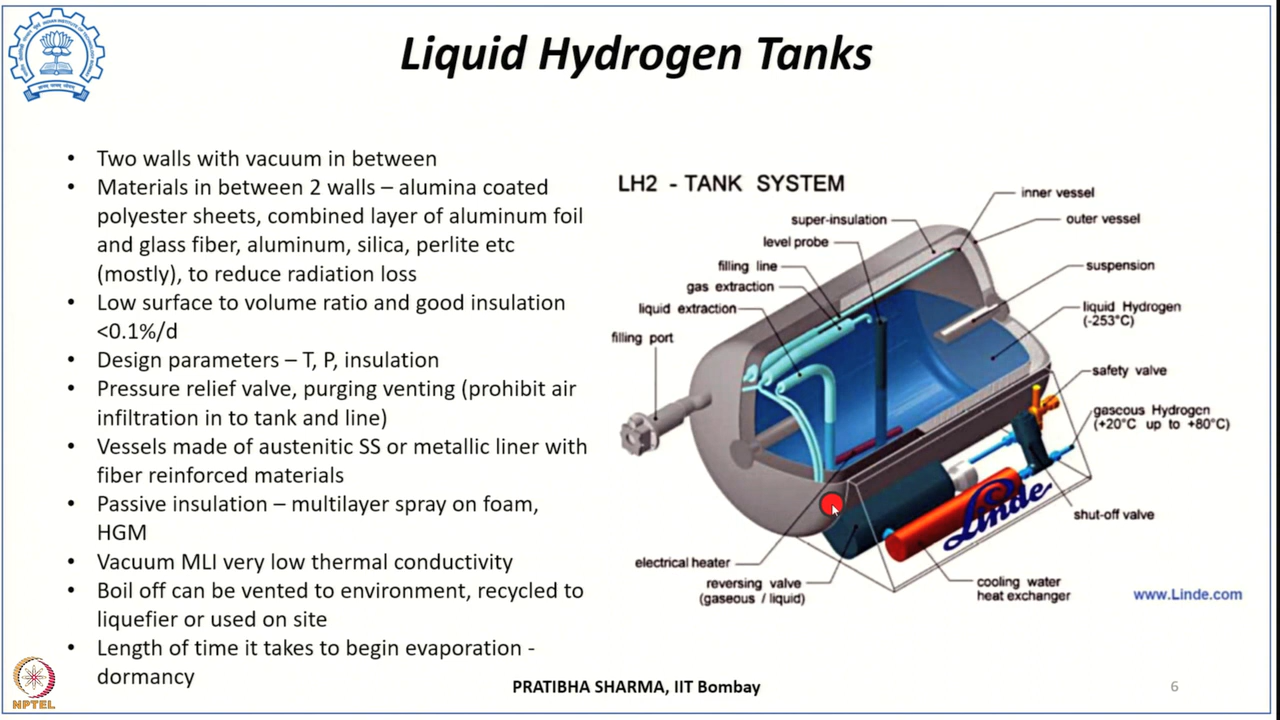 Liquid Hydrogen Tanks
• Two walls with vacuum in between
• Materials in between 2 walls – alumina coated
polyester sheets, combined layer of aluminum foil
and glass fiber, aluminum, silica, perlite etc
(mostly), to reduce radiation loss
• Low surface to volume ratio and good insulation
<0.1%/d
• Design parameters – T, P, insulation
• Pressure relief valve, purging venting (prohibit air
infiltration in to tank and line)
• Vessels made of austenitic SS or metallic liner with
fiber reinforced materials
• Passive insulation – multilayer spray on foam,
HGM
• Vacuum MLI very low thermal conductivity
• Boil off can be vented to environment, recycled to
liquefier or used on site
• Length of time it takes to begin evaporation -
dormancy
LH2 - TANK SYSTEM
inner vessel
outer vessel
super-insulation
level probe
filling line
gas extraction
liquid extraction
filling port
suspension
liquid Hydrogen
(-253°C)
safety valve
gaseous Hydrogen
(+20°C up to +80°C)
shut-off valve
Linde
electrical heater
reversing valve
(gaseous / liquid)
cooling water
heat exchanger
www.Linde.com
NPTEL
PRATIBHA SHARMA, IIT Bombay
6